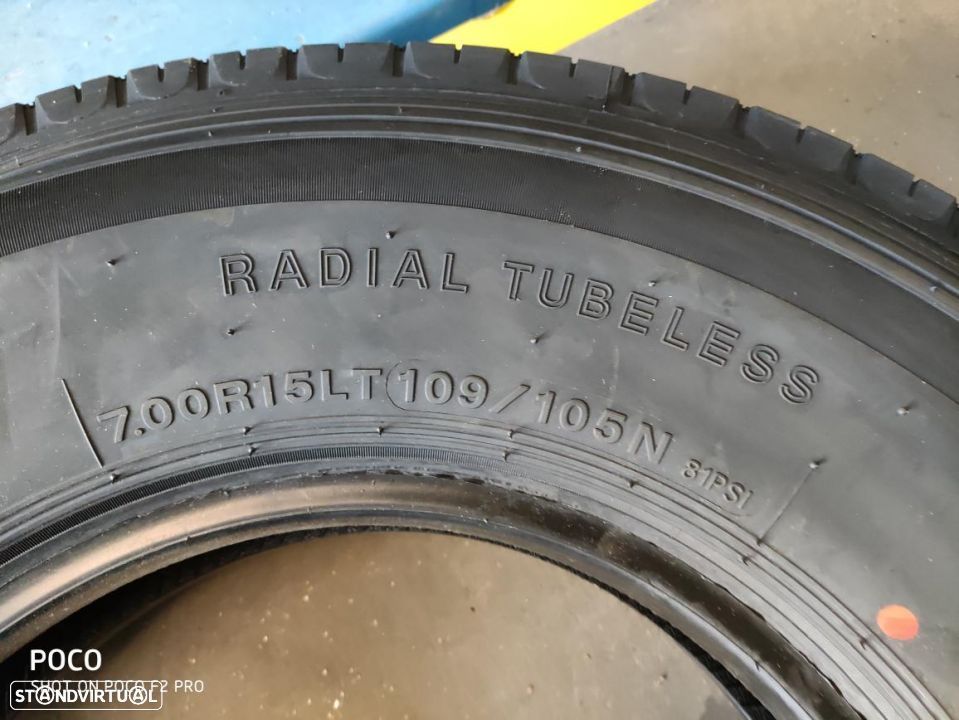 RADIAL TUBELESS
7.00R15LT 109/105N 81PSI
POCO
SHOT ON POCO F2 PRO
STANDVIRTUAL